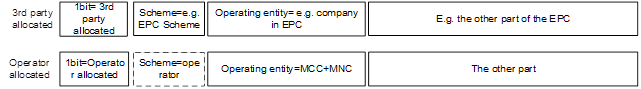 3rd party
allocated
1bit= 3rd
party
allocated
Scheme=e.g.
EPC Scheme
Operating entity= e.g. company
in EPC
E.g. the other part of the EPC
Operator
allocated
1bit=Operato
r allocated
Scheme=ope
rator
Operating entity=MCC+MNC
The other part